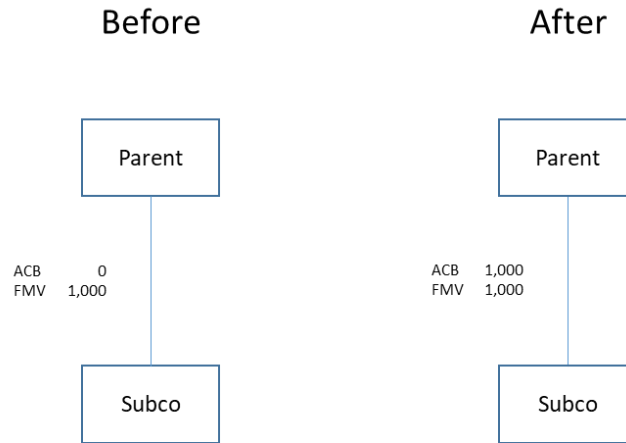 Before
After
Parent
Parent
ACB 0
FMV 1,000
ACB 1,000
FMV 1,000
Subco
Subco